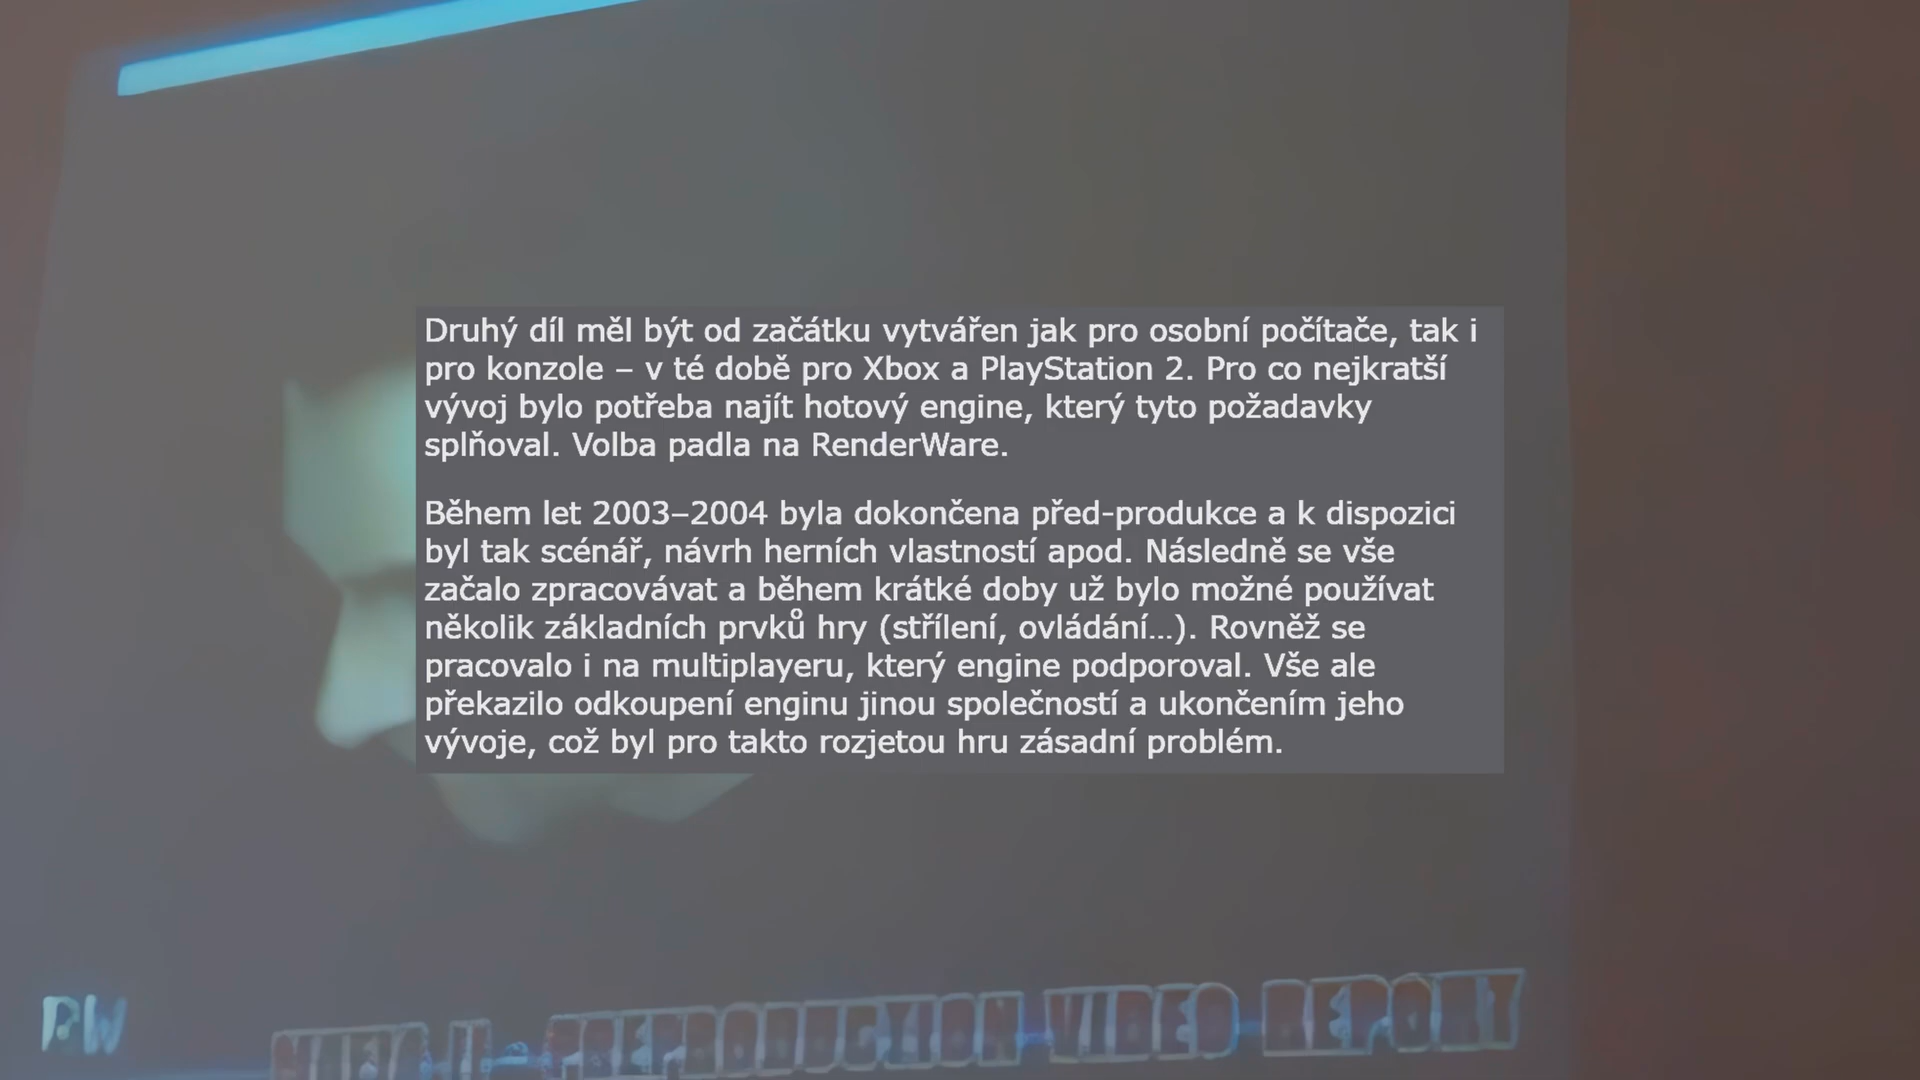 Druhý díl měl být od začátku vytvářen jak pro osobní počítače, tak i
pro konzole – v té době pro Xbox a PlayStation 2. Pro co nejkratší
vývoj bylo potřeba najít hotový engine, který tyto požadavky
splňoval. Volba padla na RenderWare.
Během let 2003–2004 byla dokončena před-produkce a k dispozici
byl tak scénář, návrh herních vlastností apod. Následně se vše
začalo zpracovávat a během krátké doby už bylo možné používat
několik základních prvků hry (střílení, ovládání...). Rovněž se
pracovalo i na multiplayeru, který engine podporoval. Vše ale
překazilo odkoupení enginu jinou společností a ukončením jeho
vývoje, což byl pro takto rozjetou hru zásadní problém.
PREPRODUCTION VIDEO REPORT